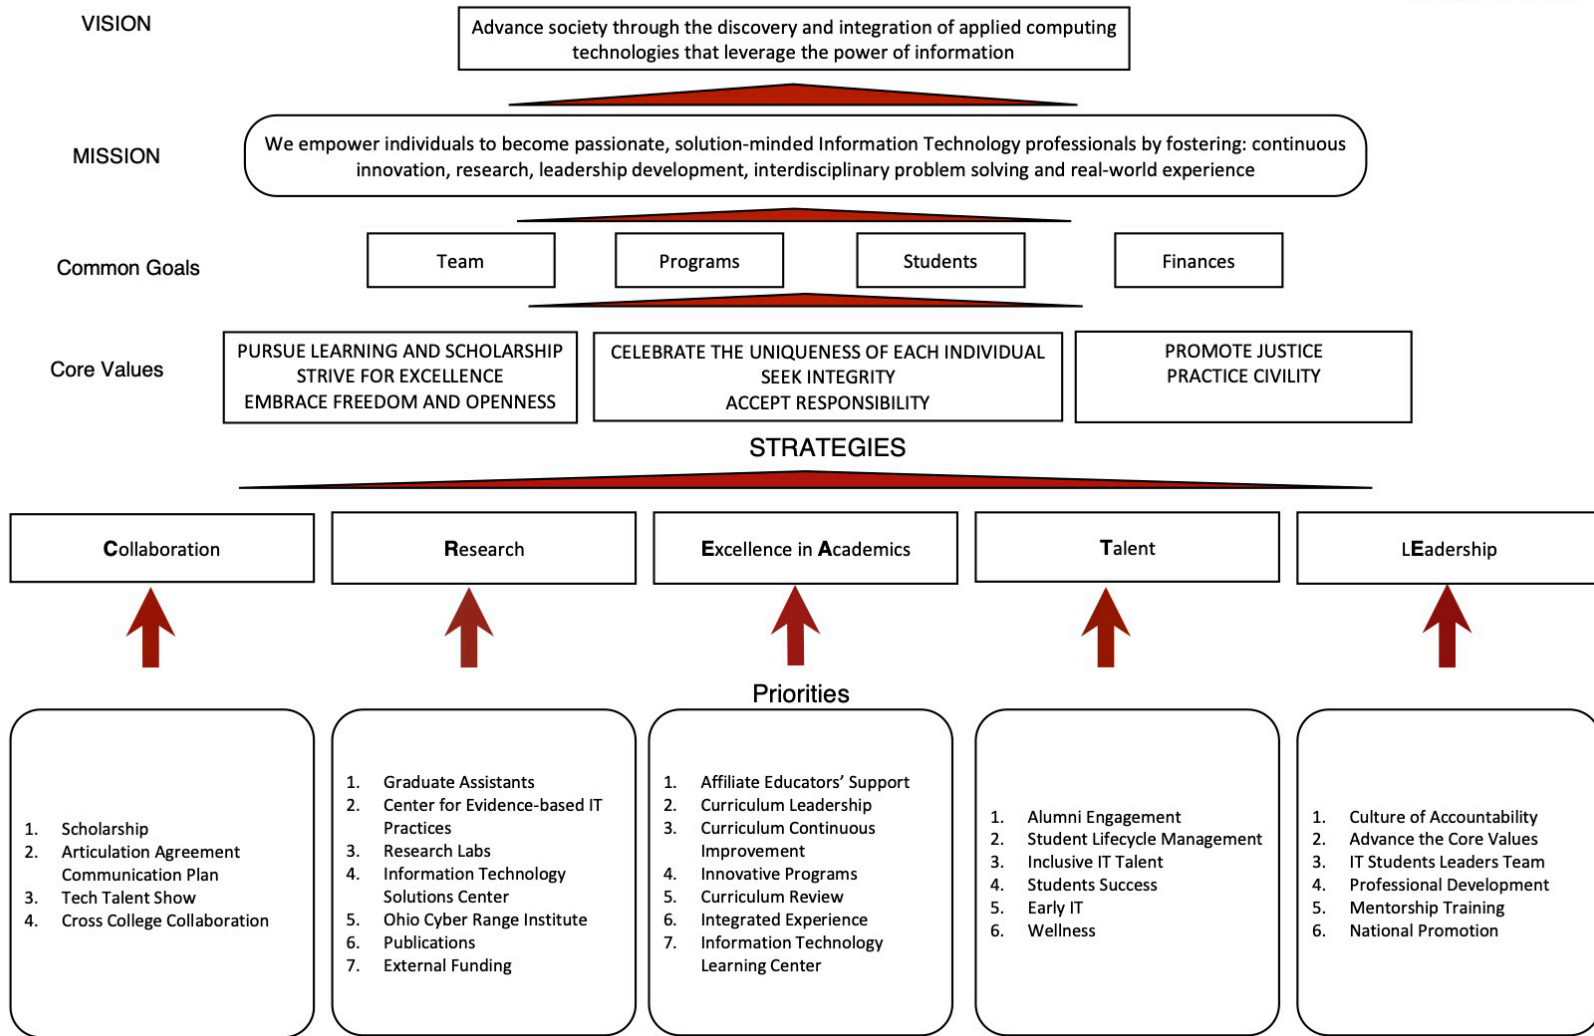 VISION
Advance society through the discovery and integration of applied computing
technologies that leverage the power of information
MISSION
We empower individuals to become passionate, solution-minded Information Technology professionals by fostering: continuous
innovation, research, leadership development, interdisciplinary problem solving and real-world experience
Common Goals
Team
Programs
Students
Finances
Core Values
PURSUE LEARNING AND SCHOLARSHIP
STRIVE FOR EXCELLENCE
EMBRACE FREEDOM AND OPENNESS
CELEBRATE THE UNIQUENESS OF EACH INDIVIDUAL
SEEK INTEGRITY
ACCEPT RESPONSIBILITY
PROMOTE JUSTICE
PRACTICE CIVILITY
STRATEGIES
Collaboration
Research
Excellence in Academics
Talent
LEadership
Priorities
1. Scholarship
2. Articulation Agreement
Communication Plan
3. Tech Talent Show
4. Cross College Collaboration
1. Graduate Assistants
2. Center for Evidence-based IT
Practices
3. Research Labs
4. Information Technology
Solutions Center
5. Ohio Cyber Range Institute
6. Publications
7. External Funding
1. Affiliate Educators’ Support
2. Curriculum Leadership
3. Curriculum Continuous
Improvement
4. Innovative Programs
5. Curriculum Review
6. Integrated Experience
7. Information Technology
Learning Center
1. Alumni Engagement
2. Student Lifecycle Management
3. Inclusive IT Talent
4. Students Success
5. Early IT
6. Wellness
1. Culture of Accountability
2. Advance the Core Values
3. IT Students Leaders Team
4. Professional Development
5. Mentorship Training
6. National Promotion